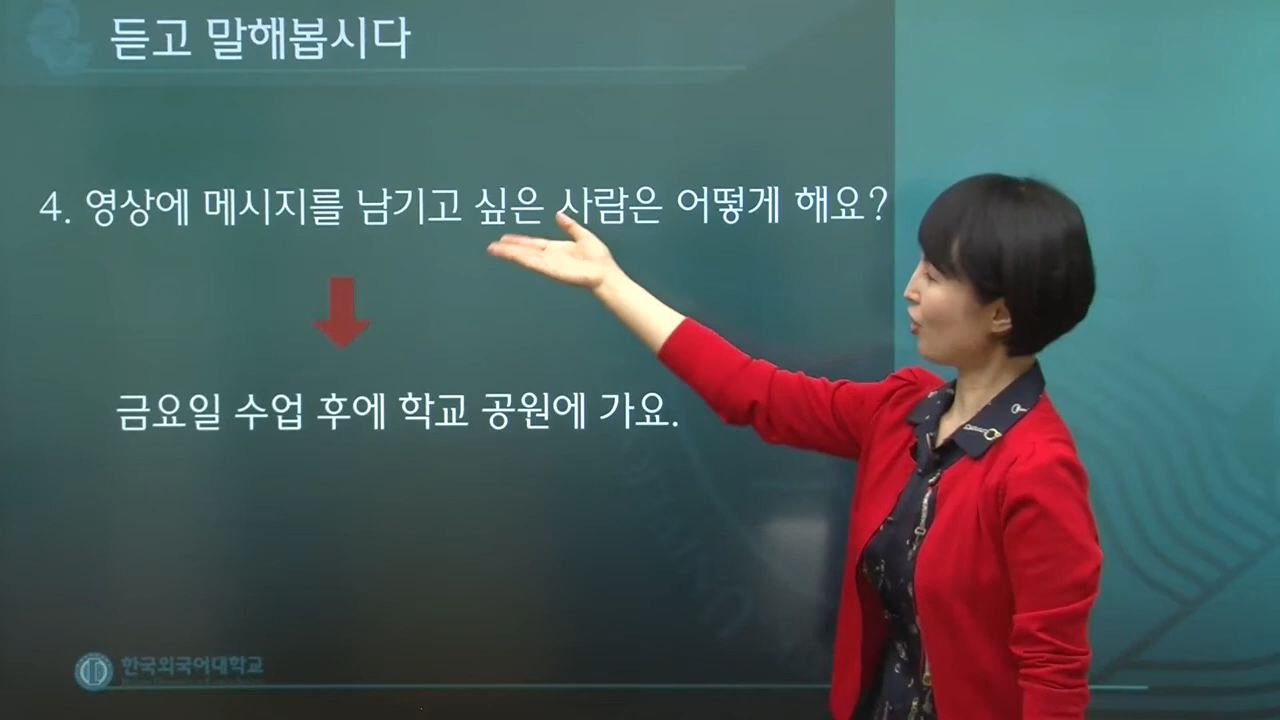 듣고 말해봅시다
4. 영상에 메시지를 남기고 싶은 사람은 어떻게 해요?
금요일 수업 후에 학교 공원에 가요.
한국외국어대학교